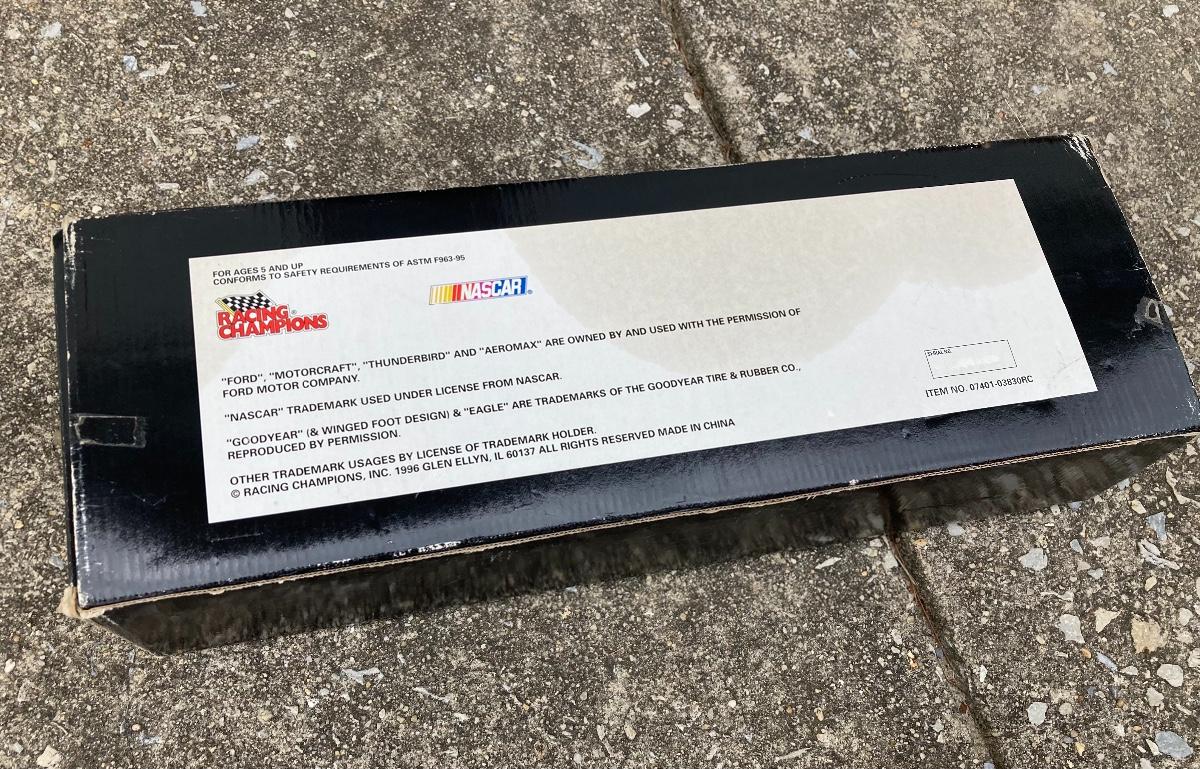 FOR AGES 5 AND UP
CONFORMS TO SAFETY REQUIREMENTS OF ASTM F963-95
RACING
CHAMPIONS®
NASCAR®
"FORD", "MOTORCRAFT", "THUNDERBIRD" AND "AEROMAX" ARE OWNED BY AND USED WITH THE PERMISSION OF
FORD MOTOR COMPANY.
"NASCAR" TRADEMARK USED UNDER LICENSE FROM NASCAR.
"GOODYEAR" (& WINGED FOOT DESIGN) & "EAGLE" ARE TRADEMARKS OF THE GOODYEAR TIRE & RUBBER CO.,
REPRODUCED BY PERMISSION.
OTHER TRADEMARK USAGES BY LICENSE OF TRADEMARK HOLDER.
© RACING CHAMPIONS, INC. 1996 GLEN ELLYN, IL 60137 ALL RIGHTS RESERVED MADE IN CHINA
ITEM NO. 07401-03830RC